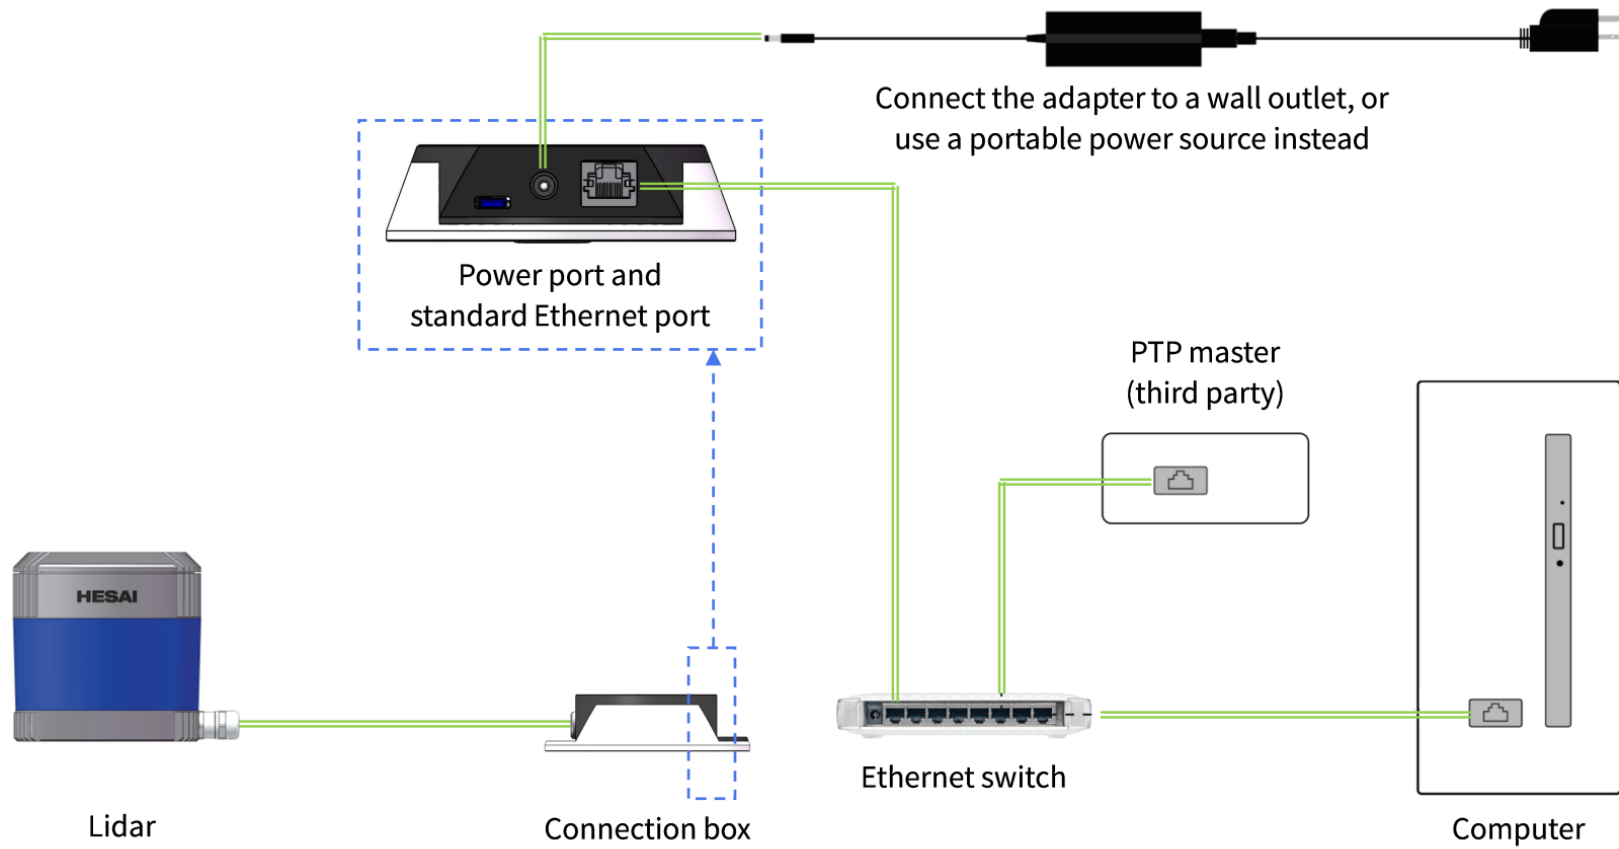 Connect the adapter to a wall outlet, or
use a portable power source instead
Power port and
standard Ethernet port
PTP master
(third party)
HESAI
Ethernet switch
Lidar
Connection box
Computer